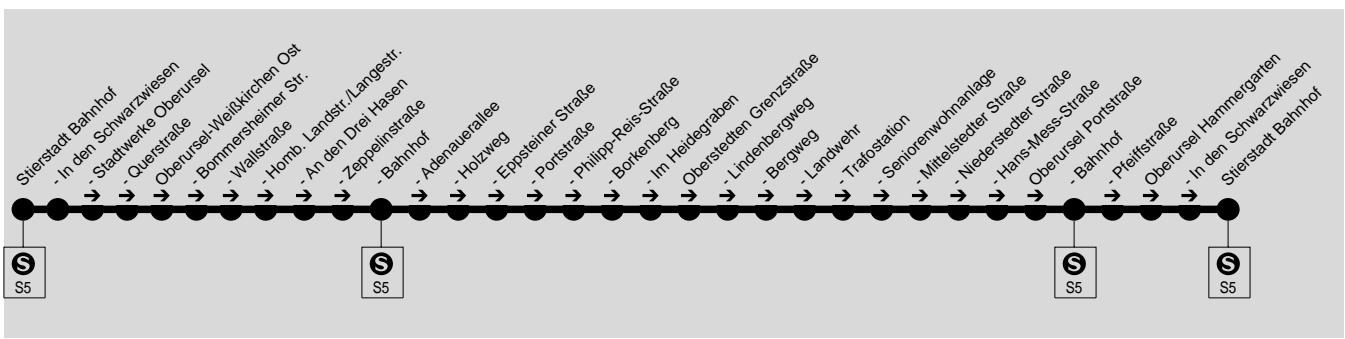 Stierstadt Bahnhof
- In den Schwarzwiesen
- Stadtwerke Oberursel
- Querstraße
Oberursel-Weißkirchen Ost
- Bommersheimer Str.
- Wallstraße
- Homb. Landstr./Langestr.
- An den Drei Hasen
- Zeppelinstraße
- Bahnhof
- Adenauerallee
- Holzweg
- Eppsteiner Straße
- Portstraße
- Philipp-Reis-Straße
- Borkenberg
- Im Heidegraben
Oberstedten Grenzstraße
- Lindenbergweg
- Bergweg
- Landwehr
- Trafostation
- Seniorenwohnanlage
- Mittelstedter Straße
- Niederstedter Straße
- Hans-Mess-Straße
Oberursel Portstraße
- Bahnhof
- Pfeiffstraße
Oberursel Hammergarten
- In den Schwarzwiesen
Stierstadt Bahnhof
S
S5
S
S5
S
S5
S
S5